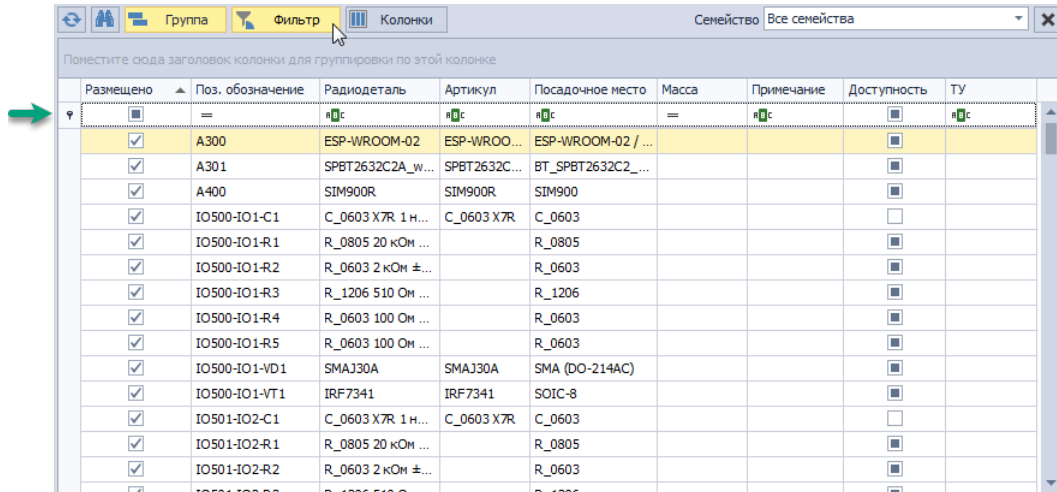 Группа Фильтр Колонки Семейство Все семейства
Поместите сюда заголовок колонки для группировки по этой колонке
Размещено Поз. обозначение Радиодеталь Артикул Посадочное место Масса Примечание Доступность ТУ
= ABC ABC ABC = ABC ABC
A300 ESP-WROOM-02 ESP-WROO... ESP-WROOM-02 / ...
A301 SPBT2632C2A_w... SPBT2632C... BT_SPBT2632C2_...
A400 SIM900R SIM900R SIM900
IO500-IO1-C1 C_0603 X7R 1 н... C_0603 X7R C_0603
IO500-IO1-R1 R_0805 20 кОм ... R_0805
IO500-IO1-R2 R_0603 2 кОм ±... R_0603
IO500-IO1-R3 R_1206 510 Ом ... R_1206
IO500-IO1-R4 R_0603 100 Ом ... R_0603
IO500-IO1-R5 R_0603 100 Ом ... R_0603
IO500-IO1-VD1 SMAJ30A SMAJ30A SMA (DO-214AC)
IO500-IO1-VT1 IRF7341 IRF7341 SOIC-8
IO501-IO2-C1 C_0603 X7R 1 н... C_0603 X7R C_0603
IO501-IO2-R1 R_0805 20 кОм ... R_0805
IO501-IO2-R2 R_0603 2 кОм ±... R_0603